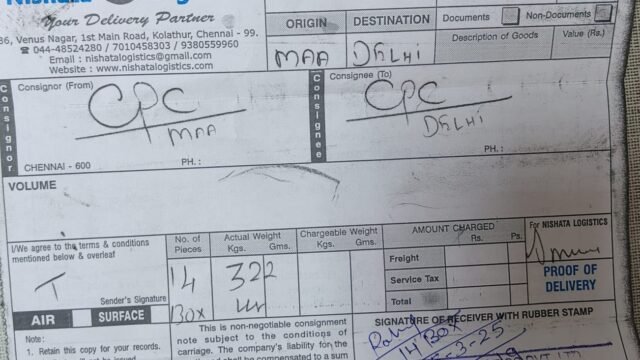 Your Delivery Partner
86, Venus Nagar, 1st Main Road, Kolathur, Chennai - 99.
☎ 044-48524280 / 7010458303 / 9380559960
Email : nishatalogistics@gmail.com
Website : www.nishatalogistics.com
ORIGIN
DESTINATION
MAA
DELHI
Documents
Non-Documents
Description of Goods
Value (Rs.)
Consignor
Consignor (From)
CPC
MAA
CHENNAI - 600
PH. :
Consignee
Consignee (To)
CPC
DELHI
PH. :
VOLUME
I/We agree to the terms & conditions
mentioned below & overleaf
Sender's Signature
No. of
Pieces
Actual Weight
Kgs. Gms.
Chargeable Weight
Kgs. Gms.
14
Box
322
AMOUNT CHARGED
Rs. Ps.
Freight
Service Tax
Total
For NISHATA LOGISTICS
PROOF OF
DELIVERY
AIR
SURFACE
Note :
1. Retain this copy for your records.
This is non-negotiable consignment
note subject to the conditions of
carriage. The company's liability for the
SIGNATURE OF RECEIVER WITH RUBBER STAMP
14 BOX
3-25